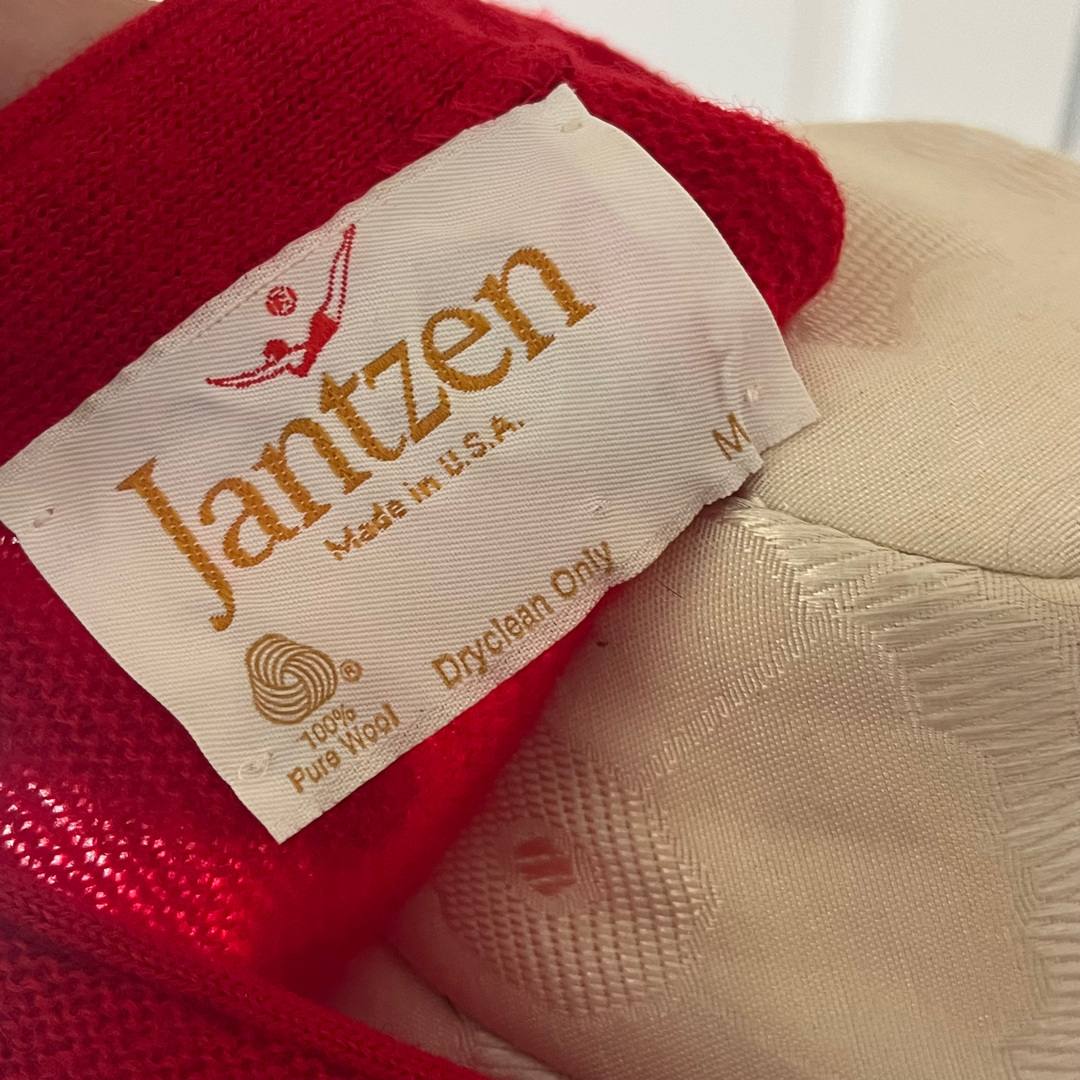 Jantzen
Made in U.S.A.
M
Dryclean Only
®
100%
Pure Wool